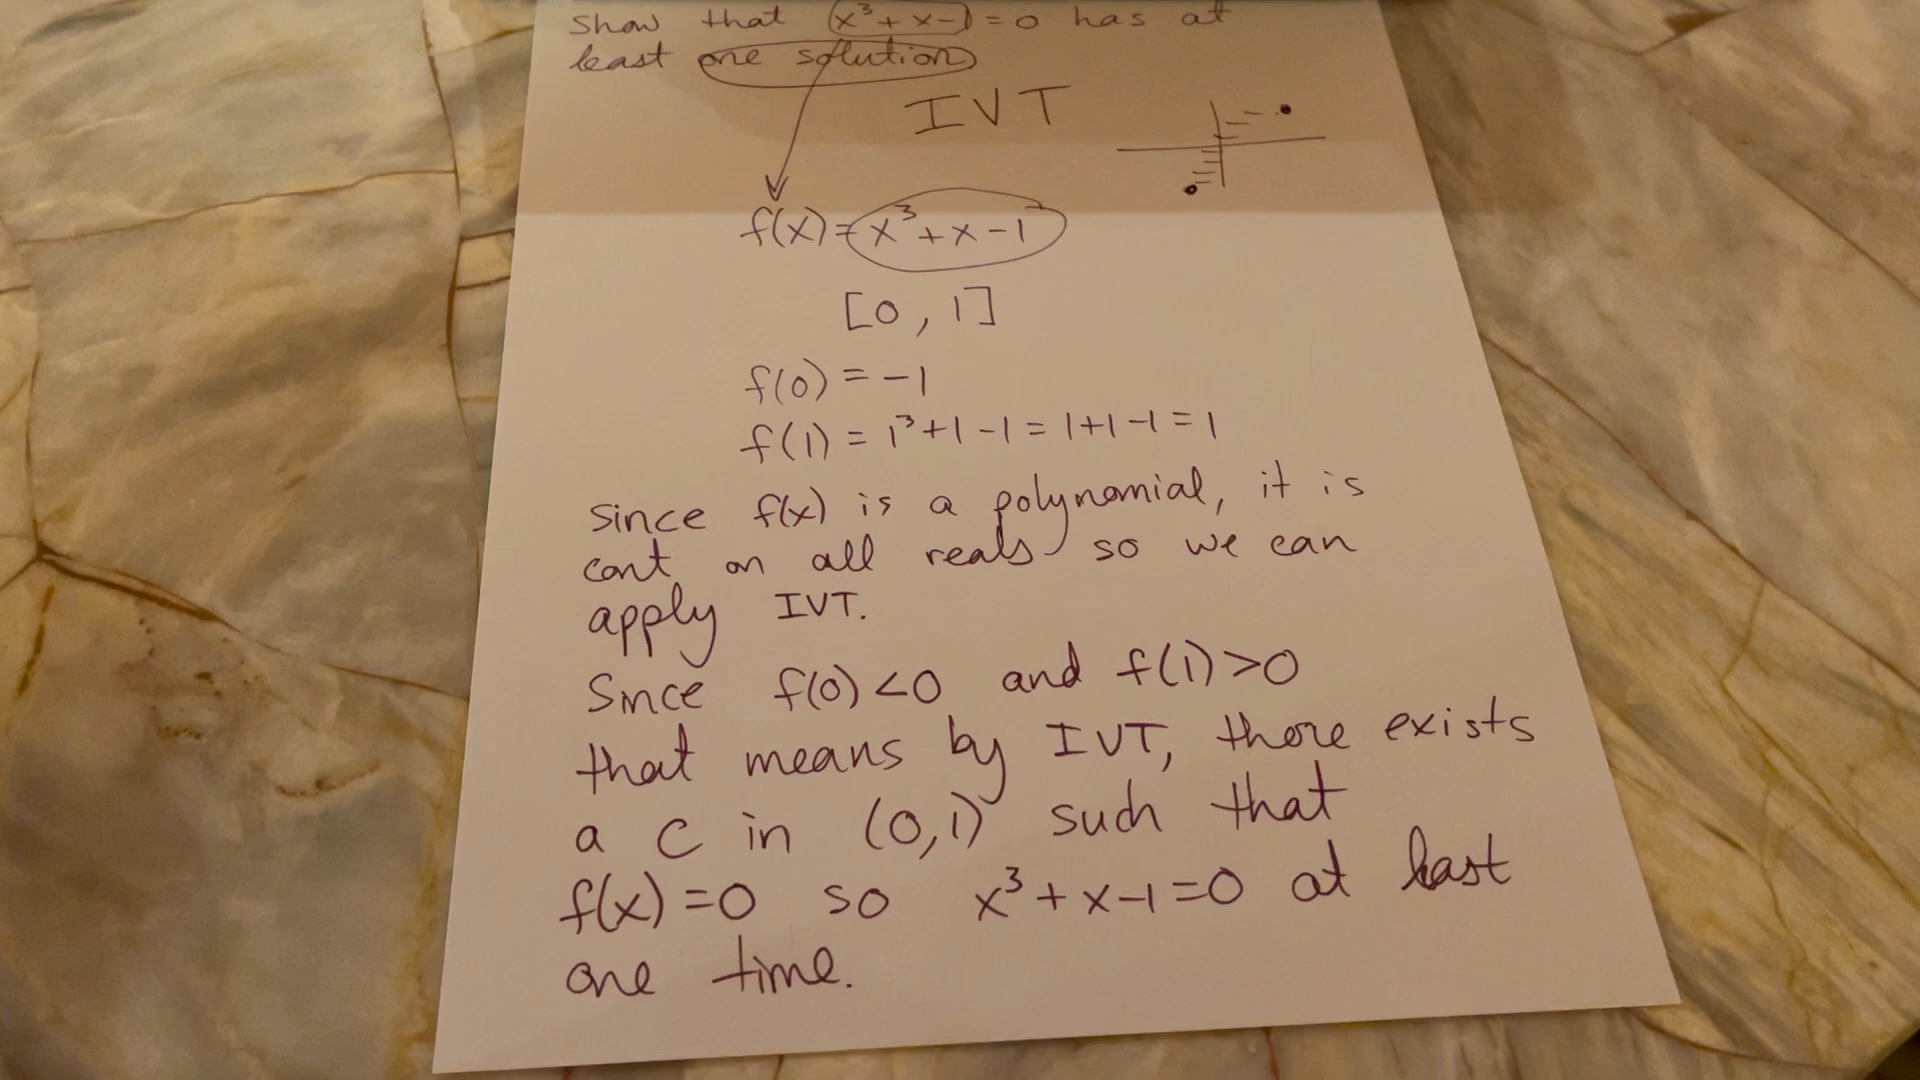 Show that (x³ + x - 1) = 0 has at
least one solution
IVT
f(x) = x³ + x - 1
[0, 1]
f(0) = -1
f(1) = 1³ + 1 - 1 = 1 + 1 - 1 = 1
Since f(x) is a polynomial, it is
cont on all reals so we can
apply IVT.
Since f(0) < 0 and f(1) > 0
that means by IVT, there exists
a C in (0,1) such that
f(x) = 0 so x³ + x - 1 = 0 at least
one time.